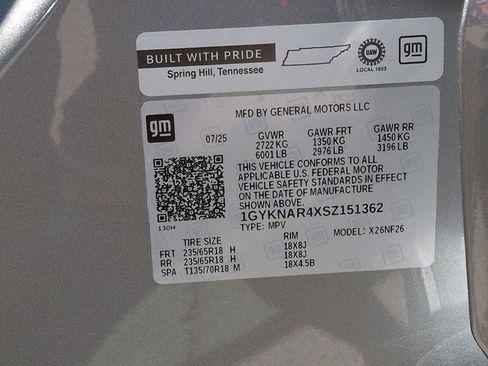 BUILT WITH PRIDE
Spring Hill, Tennessee
UAW
LOCAL 1853
gm
gm
MFD BY GENERAL MOTORS LLC
07/25 GVWR GAWR FRT GAWR RR
2722 KG 1350 KG 1450 KG
6001 LB 2976 LB 3196 LB
THIS VEHICLE CONFORMS TO ALL
APPLICABLE U.S. FEDERAL MOTOR
VEHICLE SAFETY STANDARDS IN EFFECT
ON THE DATE OF MANUFACTURE
SHOWN ABOVE.
1GYKNAR4XSZ151362
130H TYPE: MPV MODEL: X26NF26
TIRE SIZE RIM
FRT 235/65R18 H 18X8J
RR 235/65R18 H 18X8J
SPA T135/70R18 M 18X4.5B